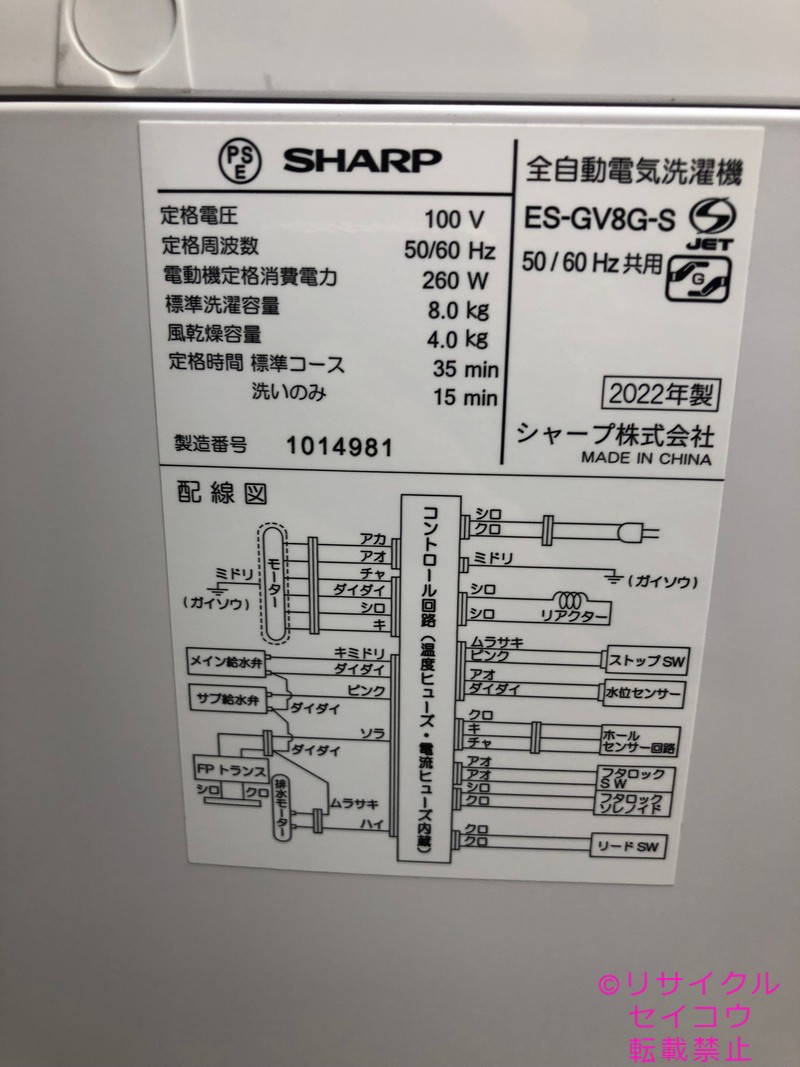 PS
E
SHARP
定格電圧 100 V
定格周波数 50/60 Hz
電動機定格消費電力 260 W
標準洗濯容量 8.0 kg
風乾燥容量 4.0 kg
定格時間 標準コース 35 min
洗いのみ 15 min
製造番号 1014981
全自動電気洗濯機
ES-GV8G-S
JET
50/60 Hz 共用
G
2022年製
シャープ株式会社
MADE IN CHINA
配線図
モーター
ミドリ
(ガイソウ)
アカ
アオ
チャ
ダイダイ
シロ
キ
メイン給水弁
キミドリ
ダイダイ
サブ給水弁
ピンク
ダイダイ
ソラ
ダイダイ
FPトランス
シロ
クロ
排水モーター
ムラサキ
ハイ
コントロール回路(温度ヒューズ・電流ヒューズ内蔵)
シロ
クロ
ミドリ
(ガイソウ)
シロ
シロ
リアクター
ムラサキ
ピンク
ストップSW
アオ
ダイダイ
水位センサー
クロ
キ
チャ
ホール
センサー回路
アオ
アオ
フタロック
SW
シロ
クロ
フタロック
ソレノイド
クロ
クロ
リードSW
©リサイクル
セイコウ
転載禁止